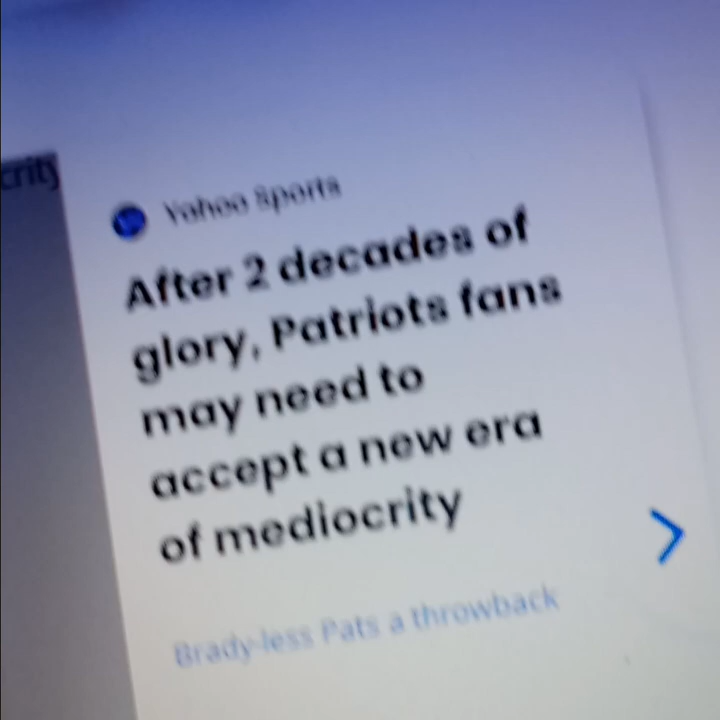 crity
Yahoo Sports
After 2 decades of
glory, Patriots fans
may need to
accept a new era
of mediocrity
Brady-less Pats a throwback